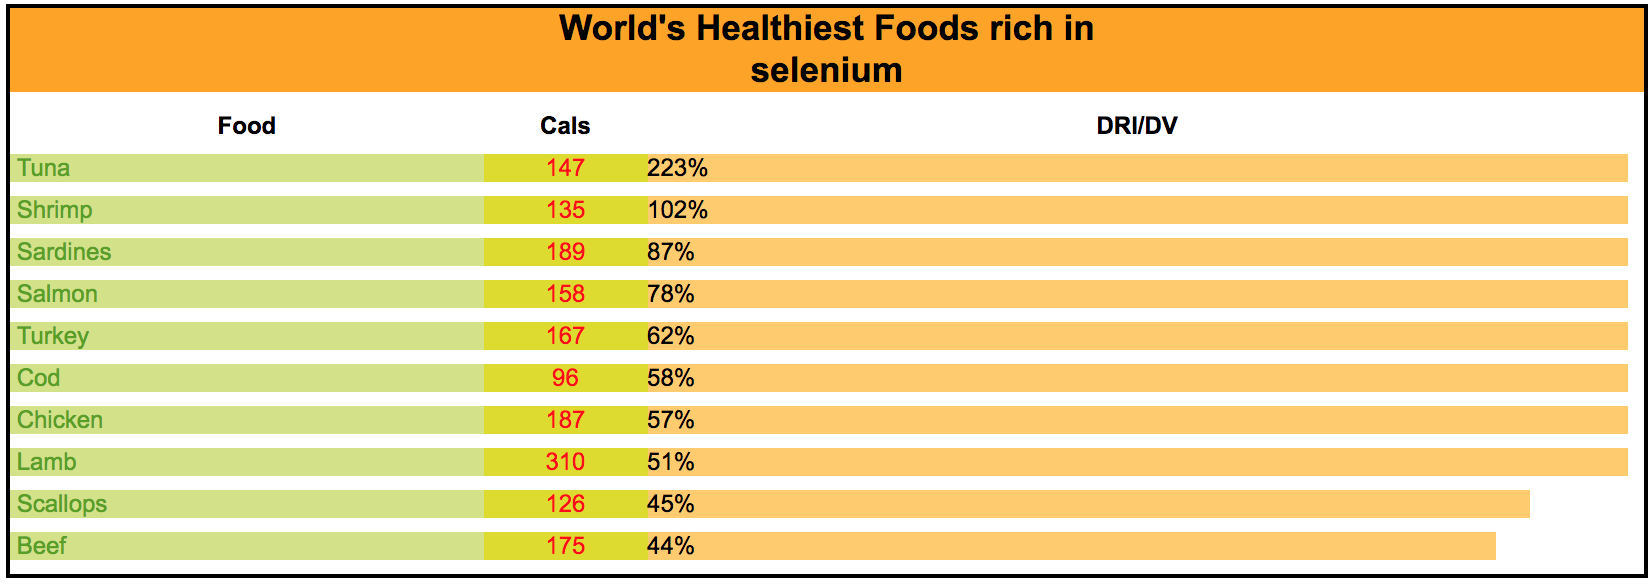 World's Healthiest Foods rich in
selenium
Food Cals DRI/DV
Tuna 147 223%
Shrimp 135 102%
Sardines 189 87%
Salmon 158 78%
Turkey 167 62%
Cod 96 58%
Chicken 187 57%
Lamb 310 51%
Scallops 126 45%
Beef 175 44%